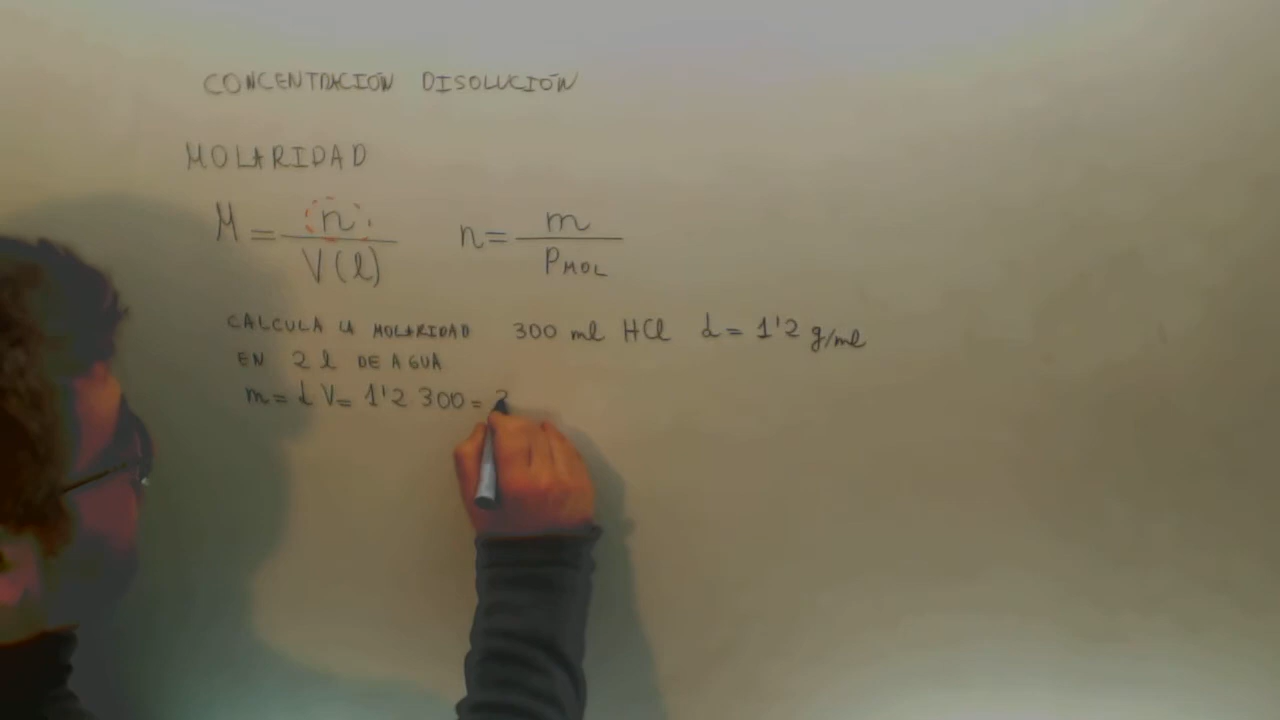 CONCENTRACIÓN DISOLUCIÓN
MOLARIDAD
M = n / V(l) n = m / PMOL
CALCULA LA MOLARIDAD 300 ml HCl d = 1'2 g/ml
EN 2 l DE AGUA
m = d V = 1'2 300 = 3